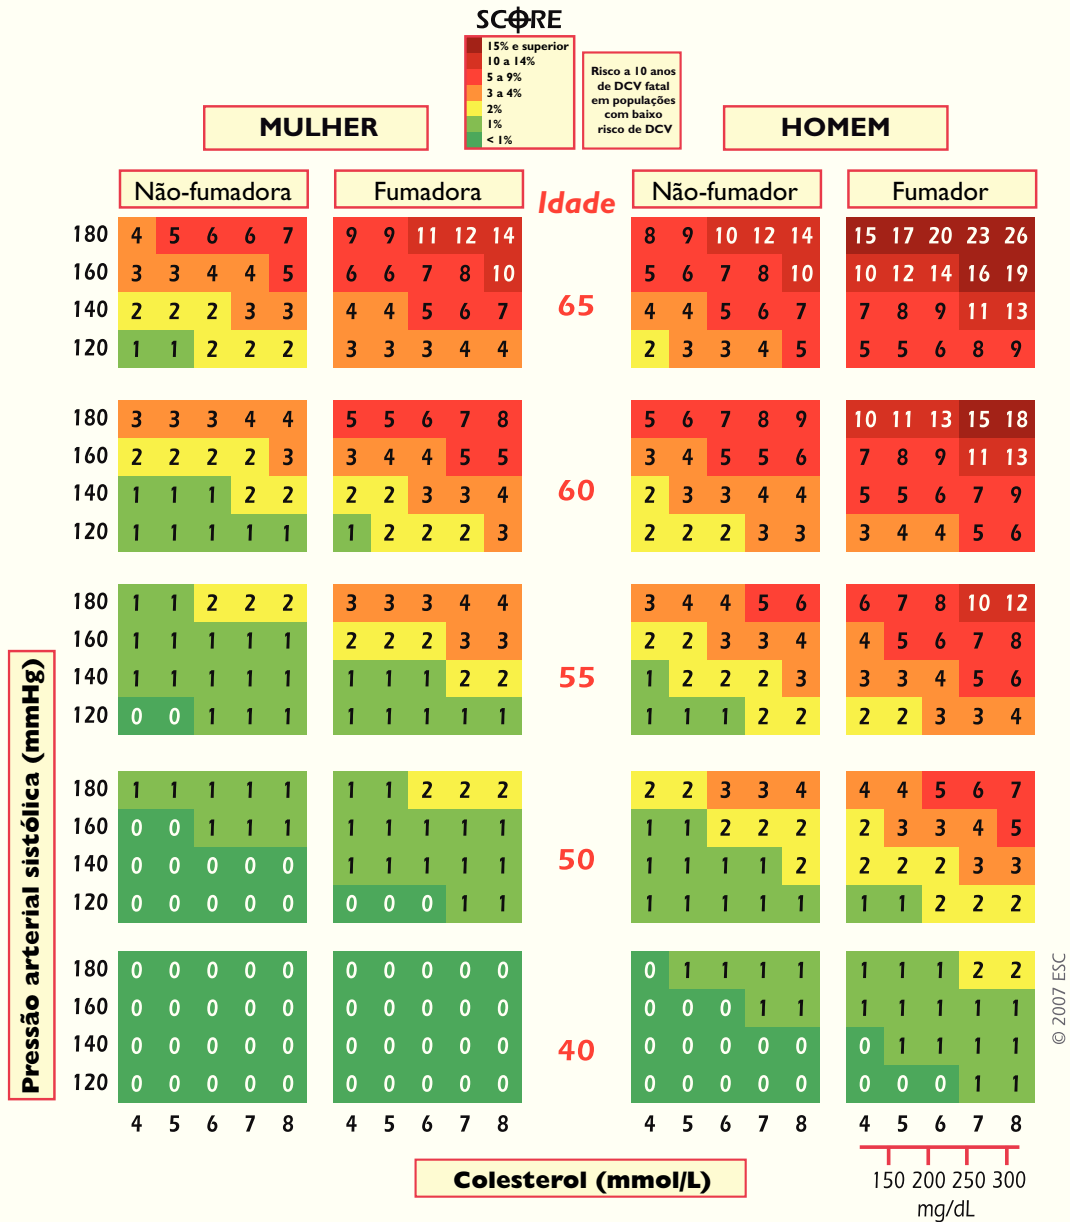 SCORE
15% e superior
10 a 14%
5 a 9%
3 a 4%
2%
1%
< 1%
Risco a 10 anos
de DCV fatal
em populações
com baixo
risco de DCV
MULHER
HOMEM
Não-fumadora Fumadora Idade Não-fumador Fumador
180 4 5 6 6 7 9 9 11 12 14 8 9 10 12 14 15 17 20 23 26
160 3 3 4 4 5 6 6 7 8 10 5 6 7 8 10 10 12 14 16 19
65
140 2 2 2 3 3 4 4 5 6 7 4 4 5 6 7 7 8 9 11 13
120 1 1 2 2 2 3 3 3 4 4 2 3 3 4 5 5 5 6 8 9
180 3 3 3 4 4 5 5 6 7 8 5 6 7 8 9 10 11 13 15 18
160 2 2 2 2 3 3 4 4 5 5 3 4 5 5 6 7 8 9 11 13
60
140 1 1 1 2 2 2 2 3 3 4 2 3 3 4 4 5 5 6 7 9
120 1 1 1 1 1 1 2 2 2 3 2 2 2 3 3 3 4 4 5 6
180 1 1 2 2 2 3 3 3 4 4 3 4 4 5 6 6 7 8 10 12
160 1 1 1 1 1 2 2 2 3 3 2 2 3 3 4 4 5 6 7 8
55
140 1 1 1 1 1 1 1 1 2 2 1 2 2 2 3 3 3 4 5 6
120 0 0 1 1 1 1 1 1 1 1 1 1 1 2 2 2 2 3 3 4
180 1 1 1 1 1 1 1 2 2 2 2 2 3 3 4 4 4 5 6 7
160 0 0 1 1 1 1 1 1 1 1 1 1 2 2 2 2 3 3 4 5
50
140 0 0 0 0 0 1 1 1 1 1 1 1 1 1 2 2 2 2 3 3
120 0 0 0 0 0 0 0 0 1 1 1 1 1 1 1 1 1 2 2 2
180 0 0 0 0 0 0 0 0 0 0 0 1 1 1 1 1 1 1 2 2
160 0 0 0 0 0 0 0 0 0 0 0 0 0 1 1 1 1 1 1 1
40
140 0 0 0 0 0 0 0 0 0 0 0 0 0 0 0 0 1 1 1 1
120 0 0 0 0 0 0 0 0 0 0 0 0 0 0 0 0 0 0 1 1
4 5 6 7 8 4 5 6 7 8 4 5 6 7 8 4 5 6 7 8
Pressão arterial sistólica (mmHg)
Colesterol (mmol/L)
150 200 250 300
mg/dL
© 2007 ESC